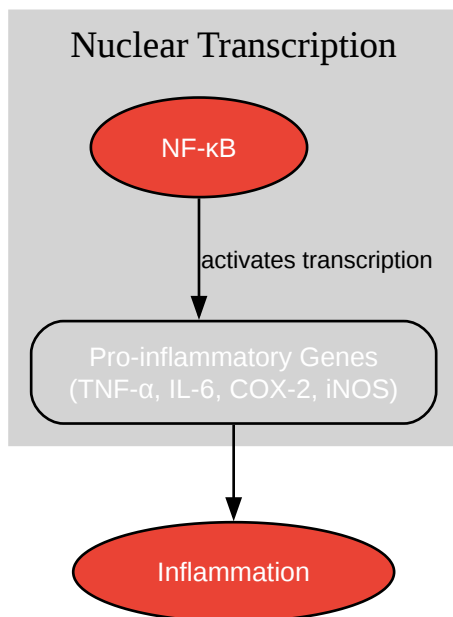 Nuclear Transcription
NF-κB
activates transcription
Pro-inflammatory Genes
(TNF-α, IL-6, COX-2, iNOS)
Inflammation